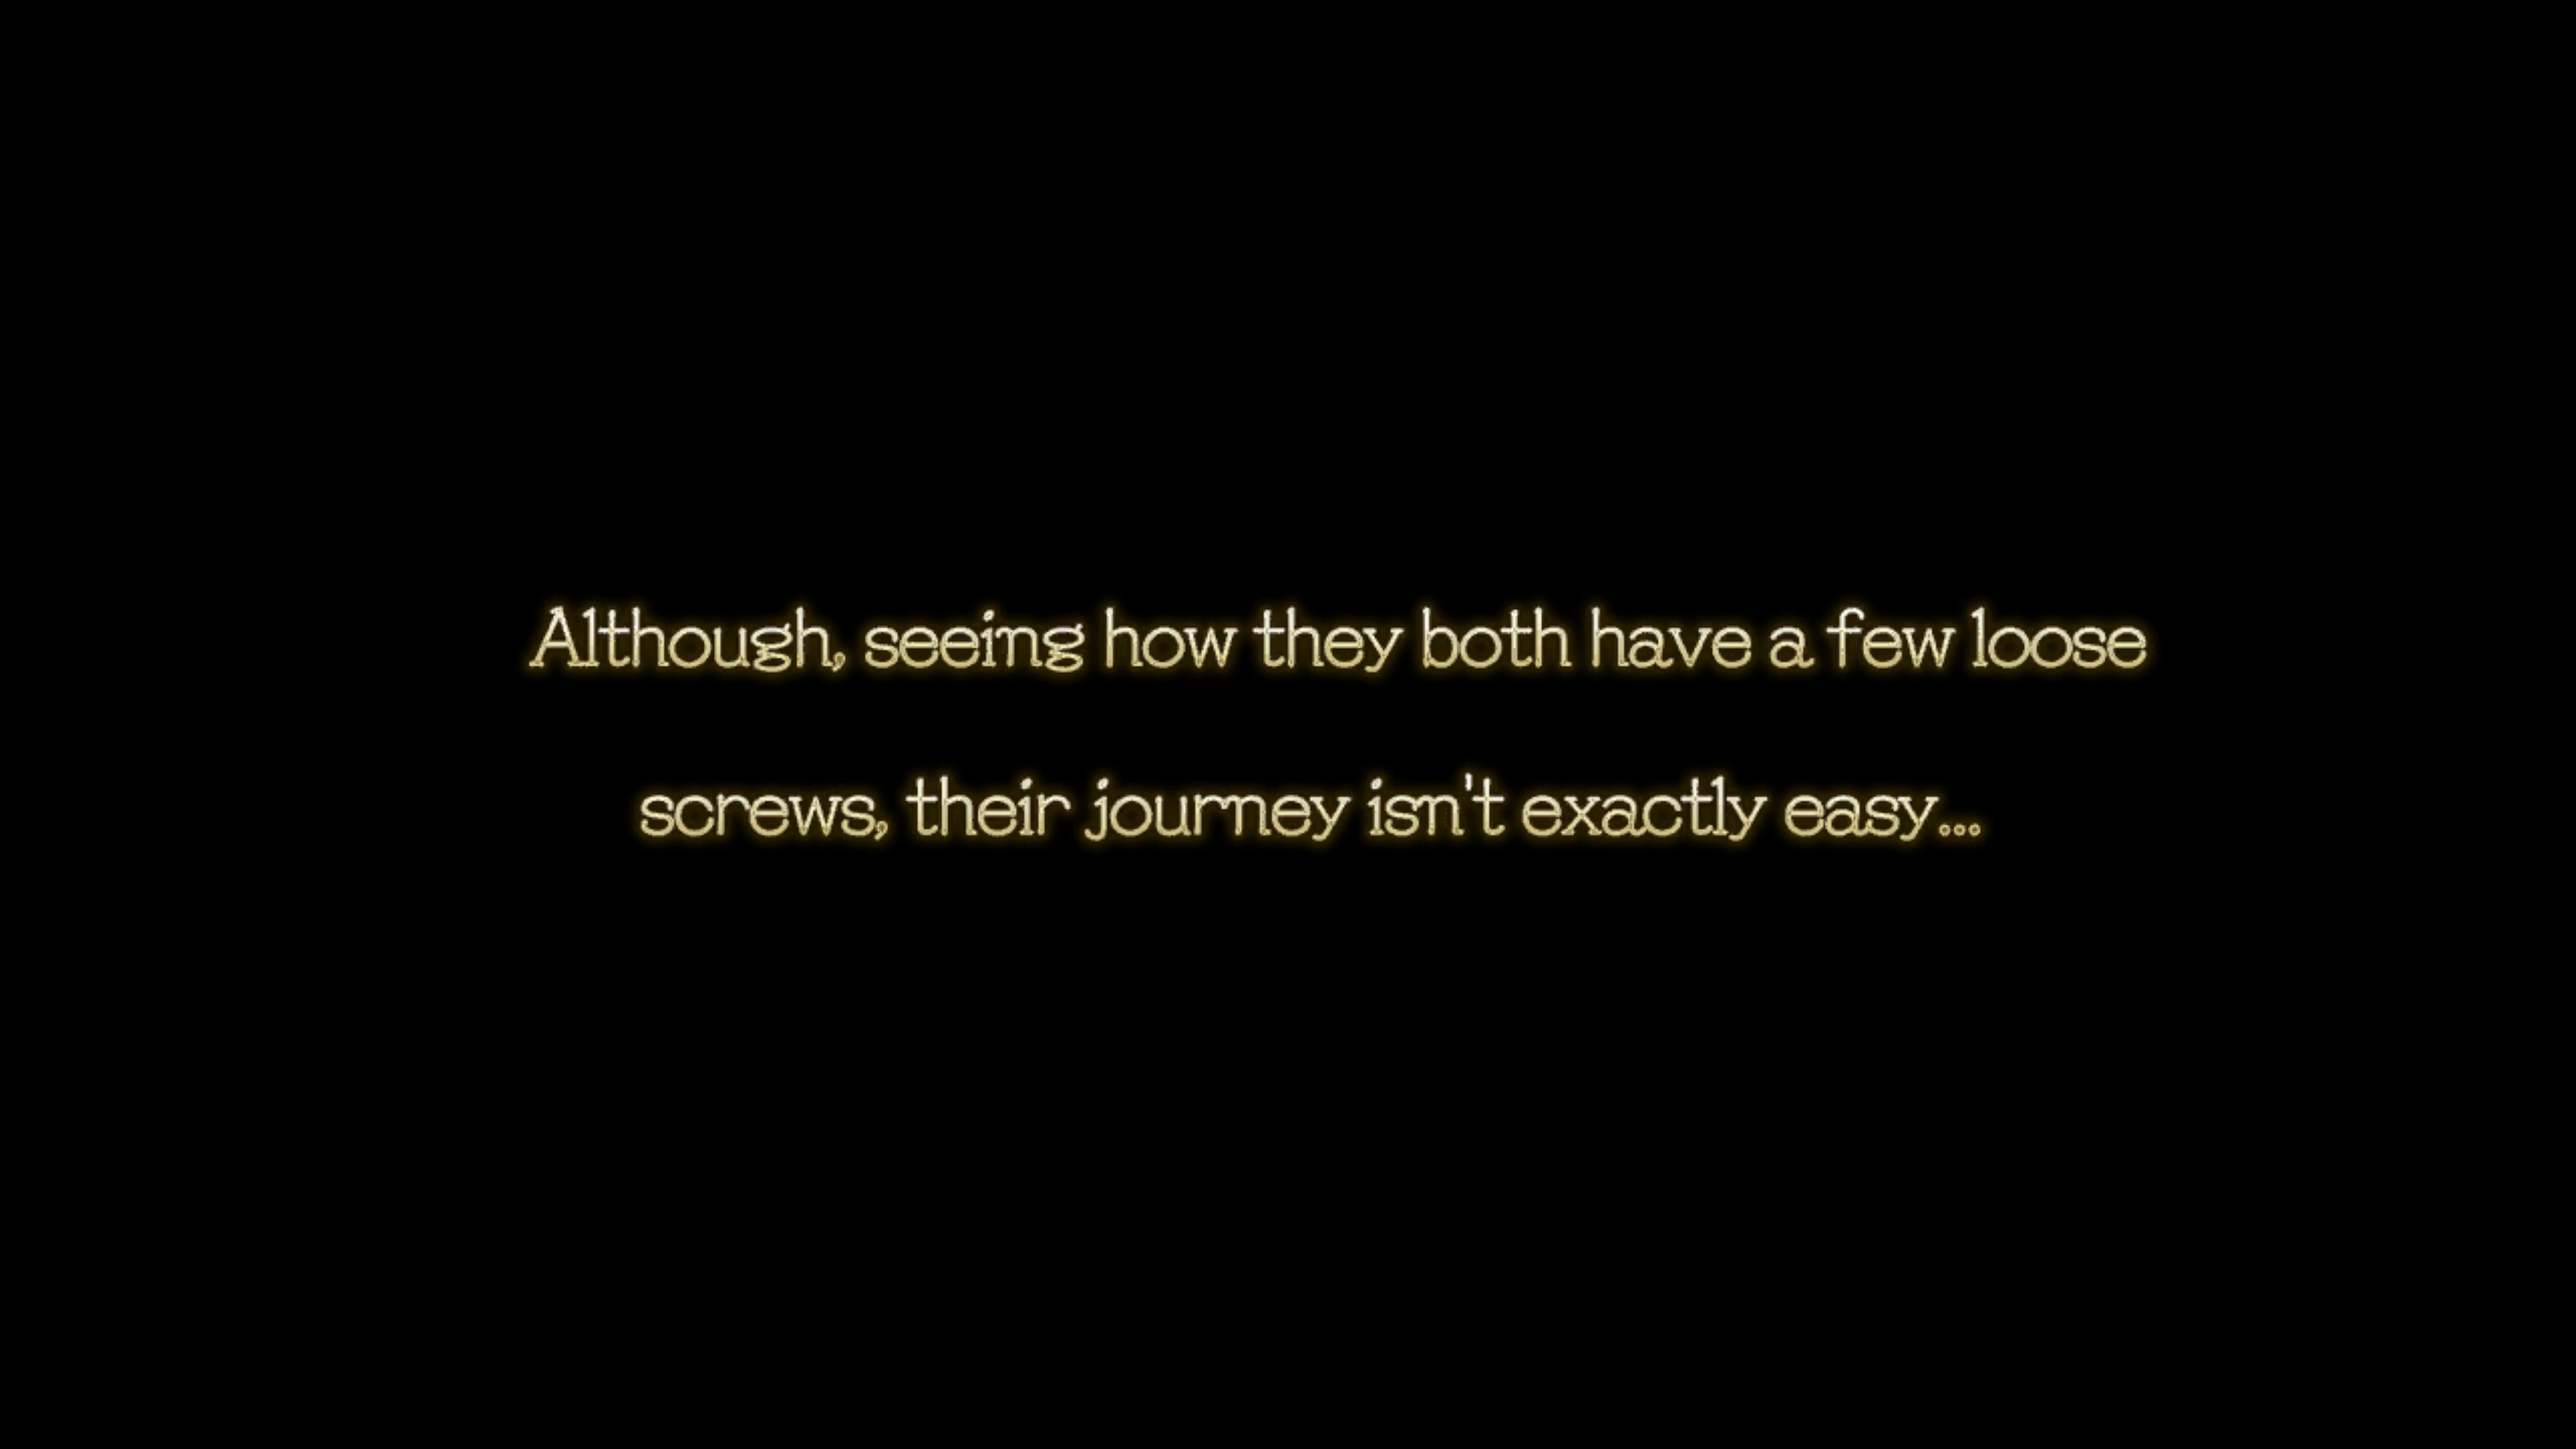 Although, seeing how they both have a few loose
screws, their journey isn't exactly easy...